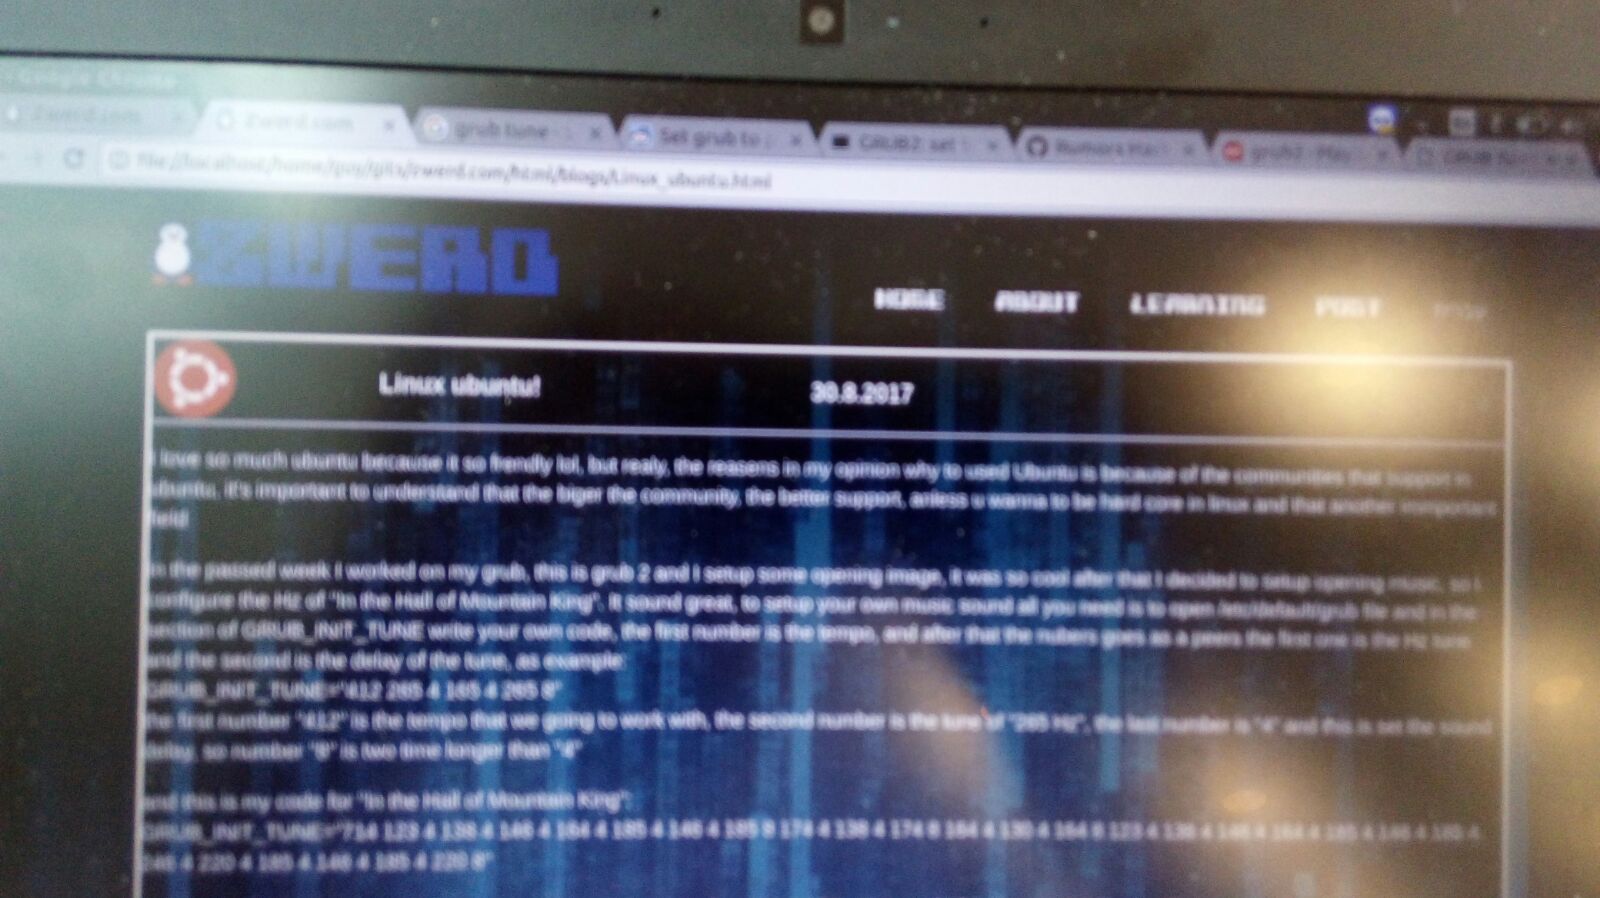 Google Chrome
Zwerd.com
Zwerd.com
grub tune
Set grub to
GRUB2: set
file://localhost/home/
/gits/zwerd.com/html/blogs/Linux_ubuntu.html
ZWERD
HOME ABOUT LEARNING POST
Linux ubuntu! 30.8.2017
I love so much ubuntu because it so frendly lol, but realy, the reasens in my opinion why to used Ubuntu is because of the communities that support in
ubuntu, it's important to understand that the biger the community, the better support, anless u wanna to be hard core in linux and that another
field
In the passed week I worked on my grub, this is grub 2 and I setup some opening image, it was so cool after that I decided to setup opening music, so I
configure the Hz of "In the Hall of Mountain King". It sound great, to setup your own music sound all you need is to open /etc/default/grub file and in the
section of GRUB_INIT_TUNE write your own code, the first number is the tempo, and after that the nubers goes as a peers the first one is the Hz tune
and the second is the delay of the tune, as example:
GRUB_INIT_TUNE="412 265 4 165 4 265 8"
the first number "412" is the tempo that we going to work with, the second number is the tune of "265 Hz", the last number is "4" and this is set the sound
delay, so number "8" is two time longer than "4"
and this is my code for "In the Hall of Mountain King":
GRUB_INIT_TUNE="714 123 4 138 4 146 4 164 4 185 4 146 4 185 8 174 4 138 4 174 8 164 4 130 4 164 8 123 4 138 4 146 4 164 4 185 4 146 4 185 4
146 4 220 4 185 4 146 4 185 4 220 8"